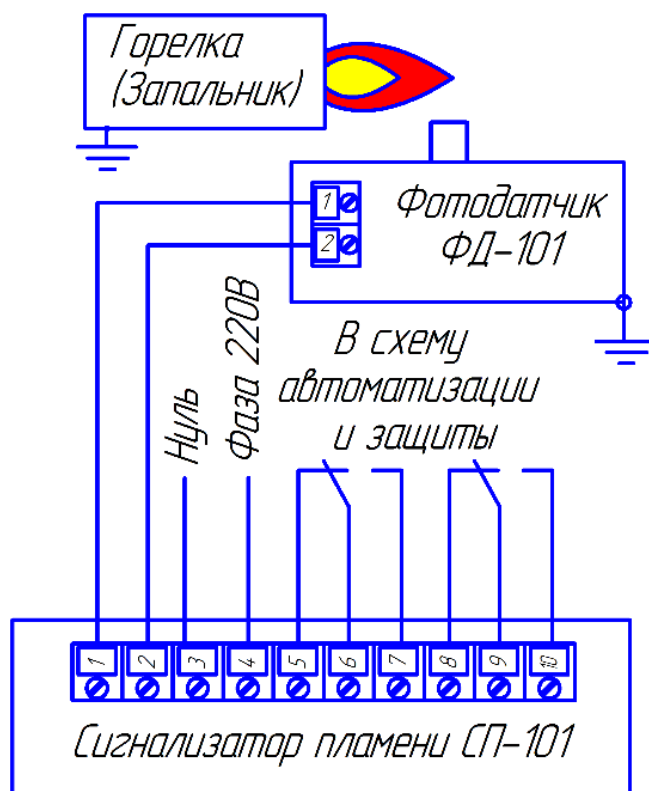 Горелка
(Запальник)
1
2
Фотодатчик
ФД-101
Нуль
Фаза 220В
В схему
автоматизации
и защиты
1 2 3 4 5 6 7 8 9 10
Сигнализатор пламени СП-101